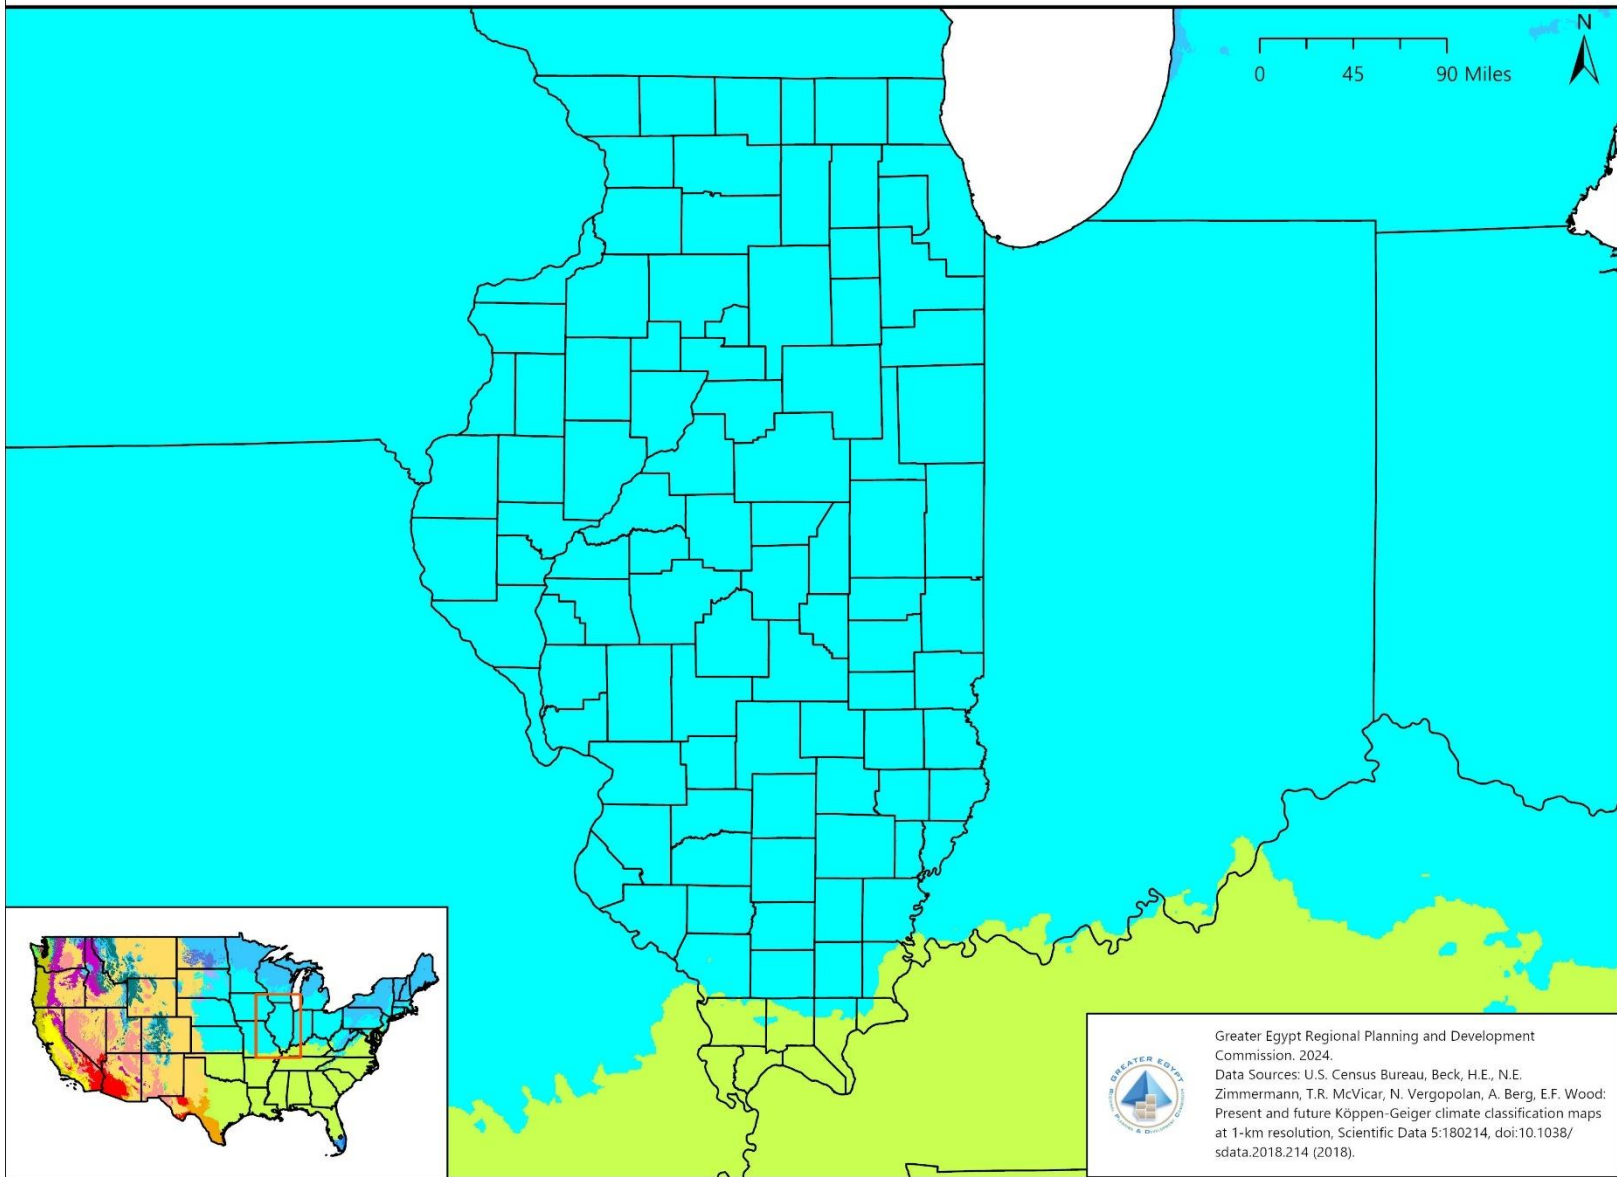 N
0 45 90 Miles
Greater Egypt Regional Planning and Development
Commission. 2024.
Data Sources: U.S. Census Bureau, Beck, H.E., N.E.
Zimmermann, T.R. McVicar, N. Vergopolan, A. Berg, E.F. Wood:
Present and future Köppen-Geiger climate classification maps
at 1-km resolution, Scientific Data 5:180214, doi:10.1038/
sdata.2018.214 (2018).
GREATER EGYPT